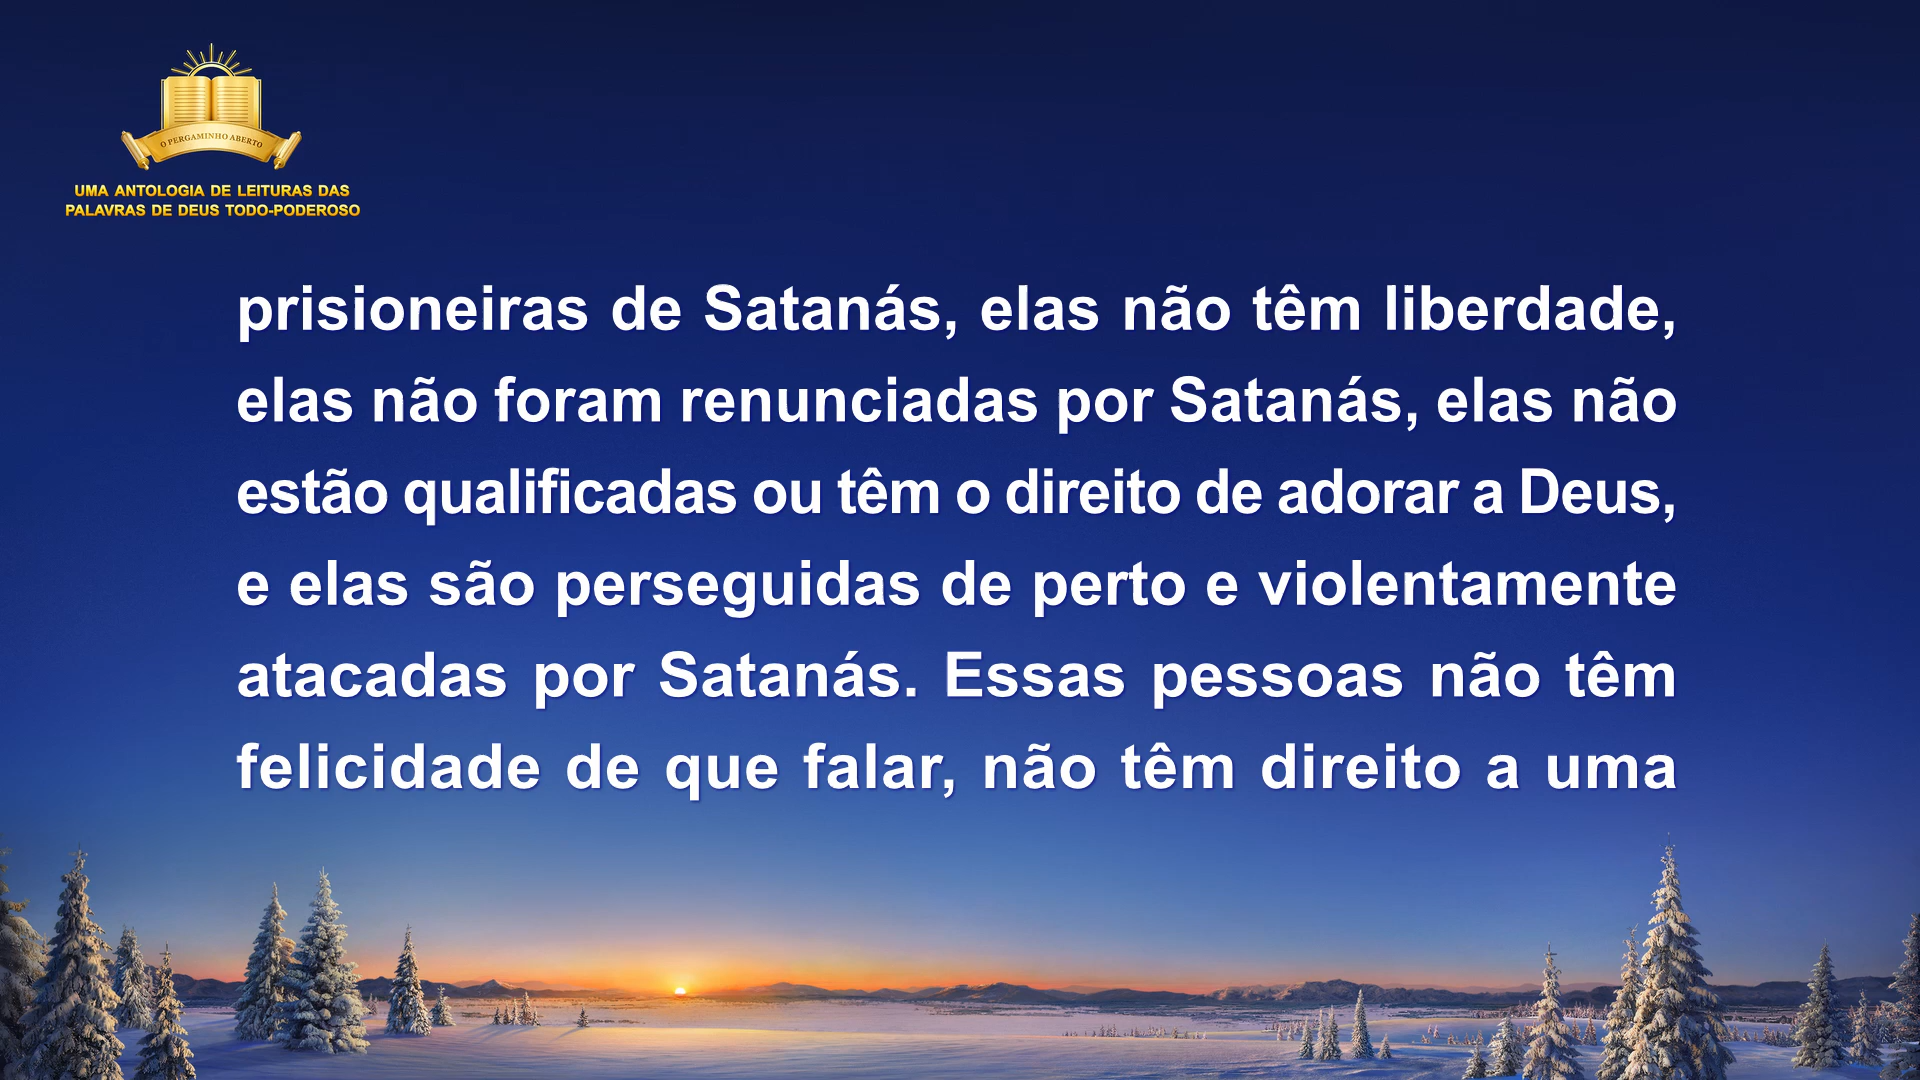 O PERGAMINHO ABERTO
UMA ANTOLOGIA DE LEITURAS DAS
PALAVRAS DE DEUS TODO-PODEROSO
prisioneiras de Satanás, elas não têm liberdade,
elas não foram renunciadas por Satanás, elas não
estão qualificadas ou têm o direito de adorar a Deus,
e elas são perseguidas de perto e violentamente
atacadas por Satanás. Essas pessoas não têm
felicidade de que falar, não têm direito a uma